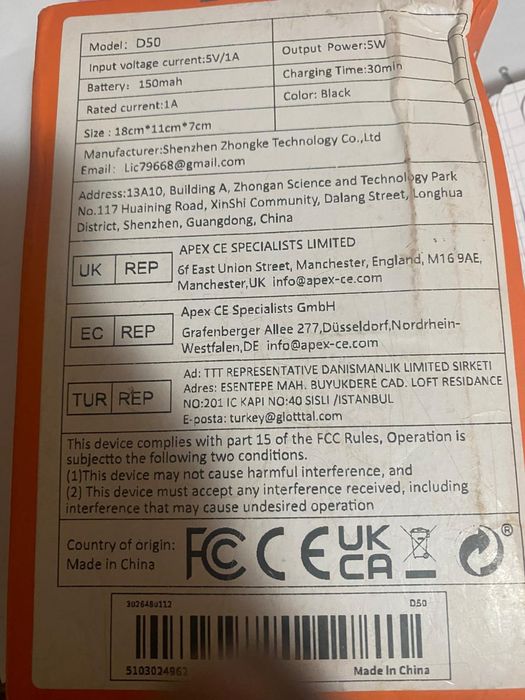 Model: D50
Output Power:5W
Input voltage current:5V/1A
Charging Time:30min
Battery: 150mah
Color: Black
Rated current:1A
Size : 18cm*11cm*7cm
Manufacturer:Shenzhen Zhongke Technology Co.,Ltd
Email: Lic79668@gmail.com
Address:13A10, Building A, Zhongan Science and Technology Park
No.117 Huaining Road, XinShi Community, Dalang Street, Longhua
District, Shenzhen, Guangdong, China
UK REP
APEX CE SPECIALISTS LIMITED
6f East Union Street, Manchester, England, M16 9AE,
Manchester,UK info@apex-ce.com
EC REP
Apex CE Specialists GmbH
Grafenberger Allee 277,Düsseldorf,Nordrhein-
Westfalen,DE info@apex-ce.com
TUR REP
Ad: TTT REPRESENTATIVE DANISMANLIK LIMITED SIRKETI
Adres: ESENTEPE MAH. BUYUKDERE CAD. LOFT RESIDANCE
NO:201 IC KAPI NO:40 SISLI /ISTANBUL
E-posta: turkey@glotttal.com
This device complies with part 15 of the FCC Rules, Operation is
subjectto the following two conditions.
(1)This device may not cause harmful interference, and
(2) This device must accept any interference received, including
interference that may cause undesired operation
Country of origin:
Made in China
FC CE UK CA ®
D50
5103024962
Made In China